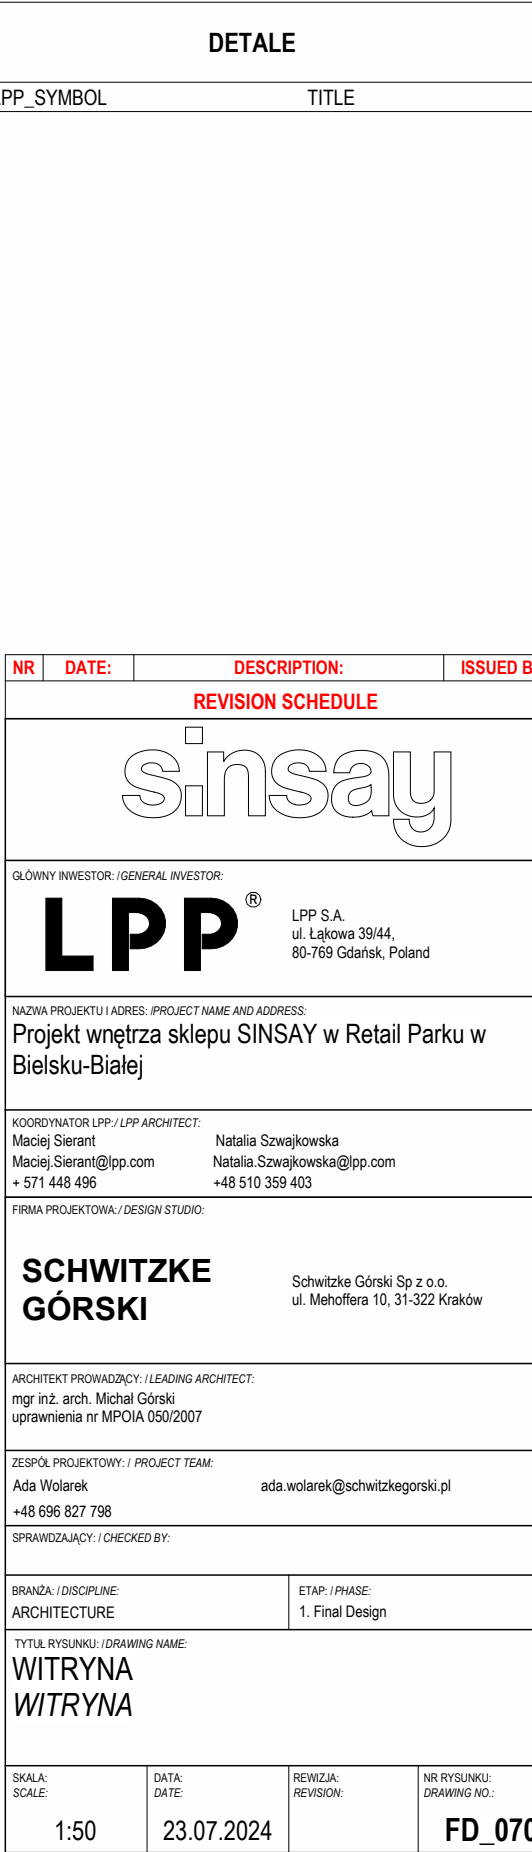 DETALE
LPP_SYMBOL TITLE
NR DATE: DESCRIPTION: ISSUED B
REVISION SCHEDULE
sinsay
GŁÓWNY INWESTOR: / GENERAL INVESTOR:
LPP®
LPP S.A.
ul. Łąkowa 39/44,
80-769 Gdańsk, Poland
NAZWA PROJEKTU I ADRES: /PROJECT NAME AND ADDRESS:
Projekt wnętrza sklepu SINSAY w Retail Parku w
Bielsku-Białej
KOORDYNATOR LPP:/ LPP ARCHITECT:
Maciej Sierant Natalia Szwajkowska
Maciej.Sierant@lpp.com Natalia.Szwajkowska@lpp.com
+ 571 448 496 +48 510 359 403
FIRMA PROJEKTOWA: / DESIGN STUDIO:
SCHWITZKE
GÓRSKI
Schwitzke Górski Sp z o.o.
ul. Mehoffera 10, 31-322 Kraków
ARCHITEKT PROWADZĄCY: / LEADING ARCHITECT:
mgr inż. arch. Michał Górski
uprawnienia nr MPOIA 050/2007
ZESPÓŁ PROJEKTOWY: / PROJECT TEAM:
Ada Wolarek ada.wolarek@schwitzkegorski.pl
+48 696 827 798
SPRAWDZAJĄCY: / CHECKED BY:
BRANŻA: / DISCIPLINE: ETAP: / PHASE:
ARCHITECTURE 1. Final Design
TYTUŁ RYSUNKU: / DRAWING NAME:
WITRYNA
WITRYNA
SKALA: DATA: REWIZJA: NR RYSUNKU:
SCALE: DATE: REVISION: DRAWING NO.:
1:50 23.07.2024 FD_070